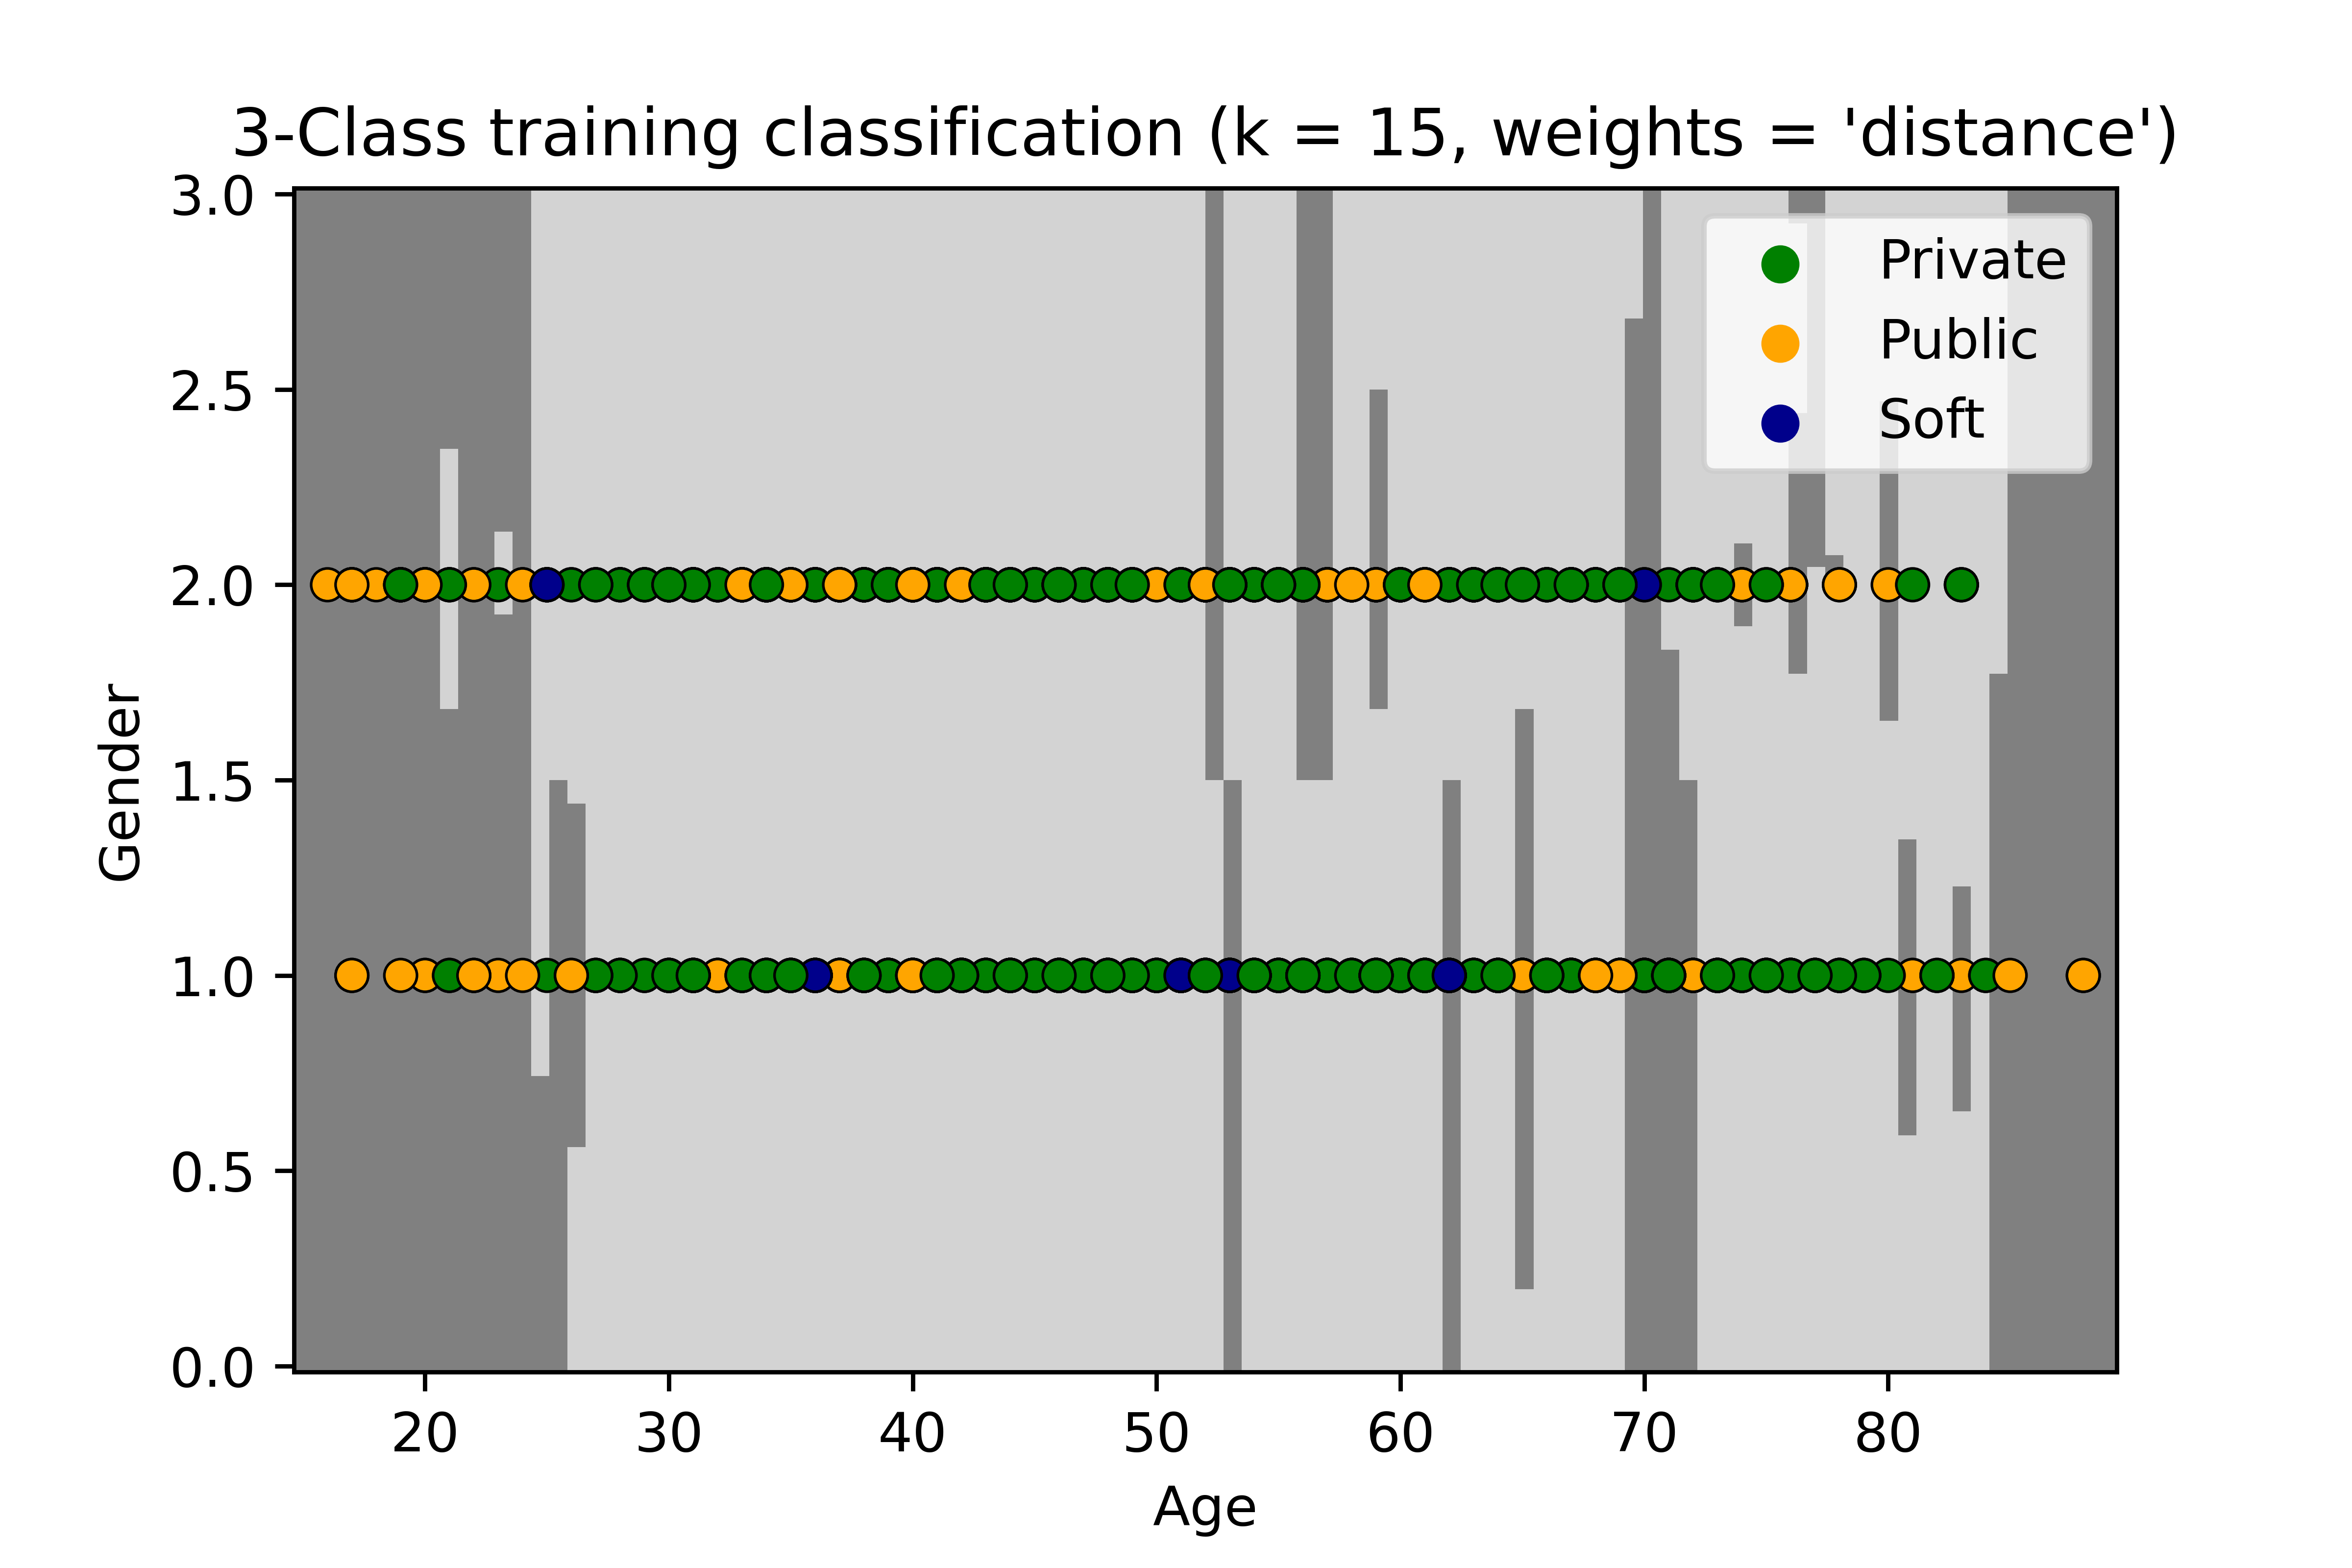 3-Class training classification (k = 15, weights = 'distance')
3.0
2.5
2.0
1.5
1.0
0.5
0.0
Gender
Private
Public
Soft
20 30 40 50 60 70 80
Age